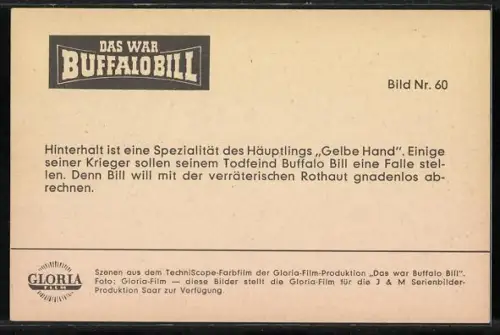 DAS WAR
BUFFALO BILL
Bild Nr. 60
Hinterhalt ist eine Spezialität des Häuptlings „Gelbe Hand". Einige
seiner Krieger sollen seinem Todfeind Buffalo Bill eine Falle stel-
len. Denn Bill will mit der verräterischen Rothaut gnadenlos ab-
rechnen.
GLORIA
FILM
Szenen aus dem TechniScope-Farbfilm der Gloria-Film-Produktion „Das war Buffalo Bill".
Foto: Gloria-Film — diese Bilder stellt die Gloria-Film für die J & M Serienbilder-
Produktion Saar zur Verfügung